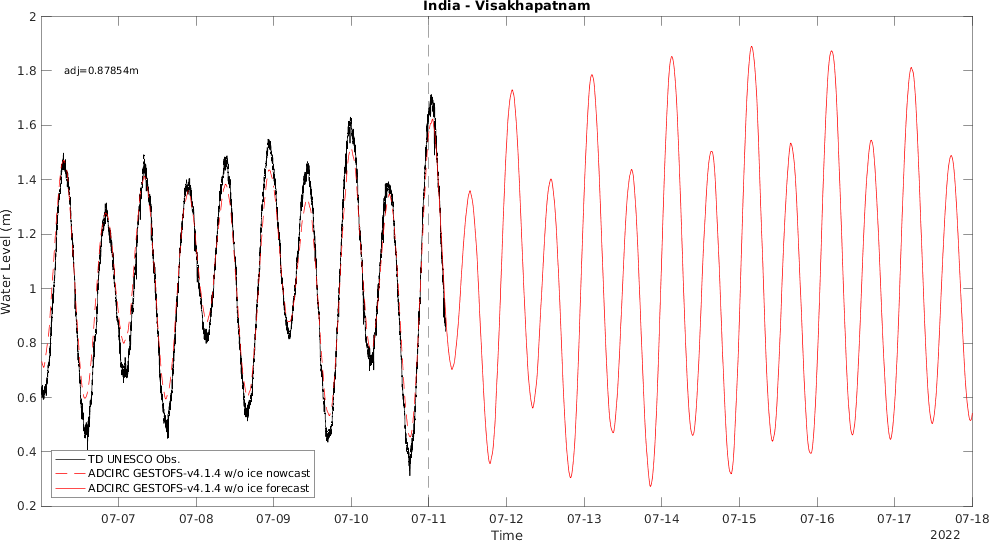 India - Visakhapatnam
2
1.8
1.6
1.4
1.2
1
0.8
0.6
0.4
0.2
Water Level (m)
adj=0.87854m
TD UNESCO Obs.
ADCIRC GESTOFS-v4.1.4 w/o ice nowcast
ADCIRC GESTOFS-v4.1.4 w/o ice forecast
07-07 07-08 07-09 07-10 07-11 07-12 07-13 07-14 07-15 07-16 07-17 07-18
Time
2022